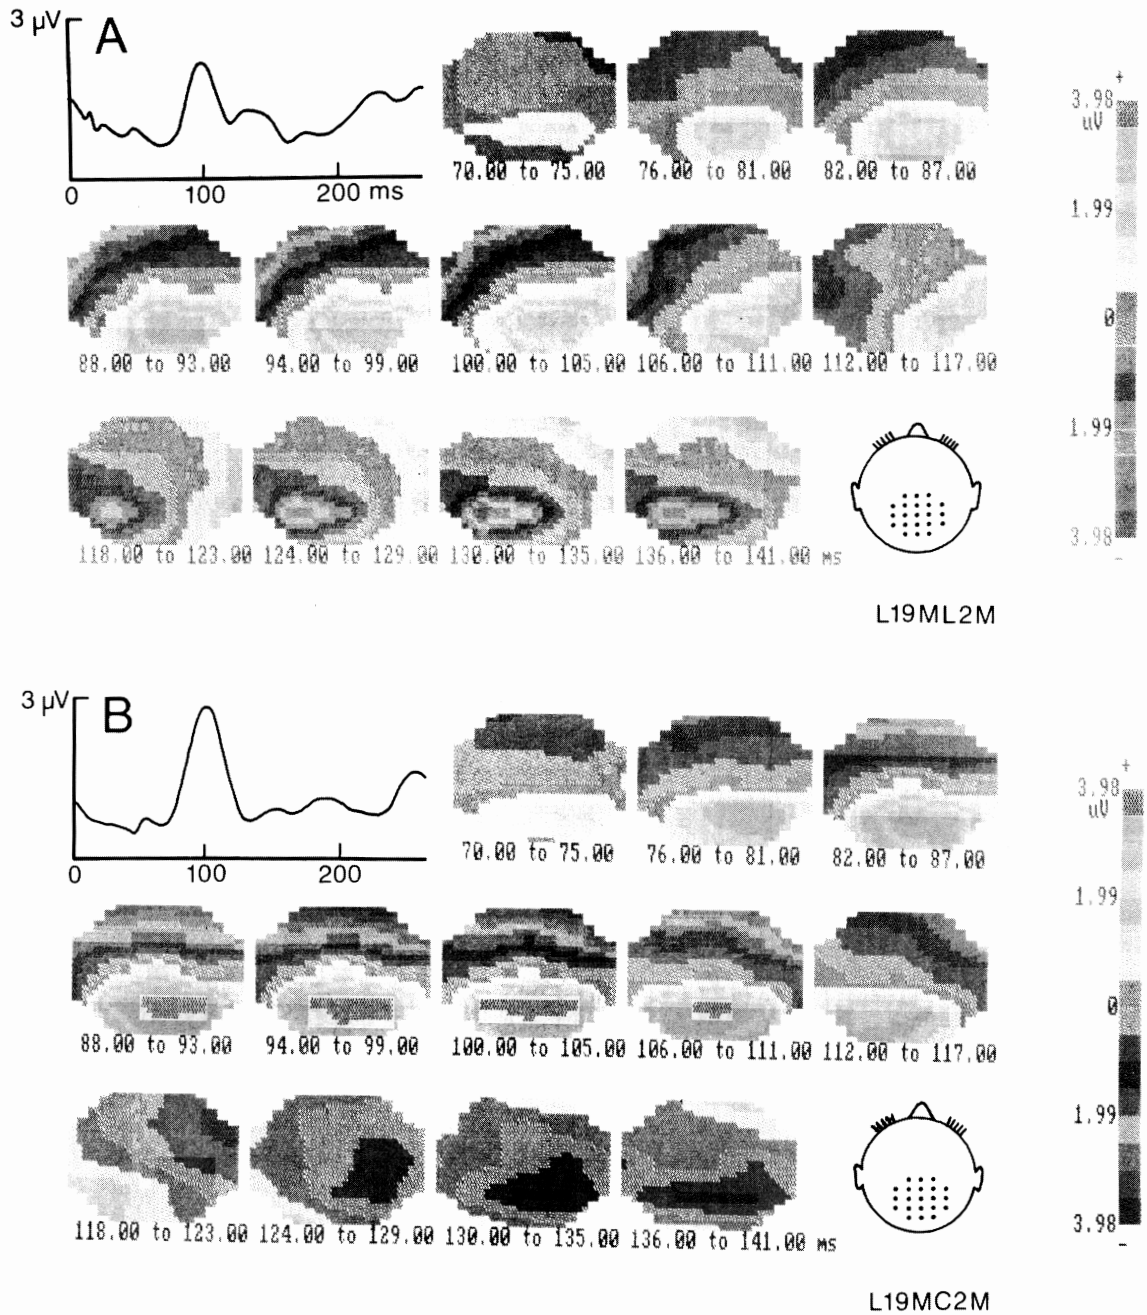 3 µV A
0 100 200 ms
70.00 to 75.00 76.00 to 81.00 82.00 to 87.00
+
3.98
uV
1.99
0
1.99
3.98
-
88.00 to 93.00 94.00 to 99.00 100.00 to 105.00 106.00 to 111.00 112.00 to 117.00
118.00 to 123.00 124.00 to 129.00 130.00 to 135.00 136.00 to 141.00 ms
L19ML2M
3 µV B
0 100 200
70.00 to 75.00 76.00 to 81.00 82.00 to 87.00
+
3.98
uV
1.99
0
1.99
3.98
-
88.00 to 93.00 94.00 to 99.00 100.00 to 105.00 106.00 to 111.00 112.00 to 117.00
118.00 to 123.00 124.00 to 129.00 130.00 to 135.00 136.00 to 141.00 ms
L19MC2M